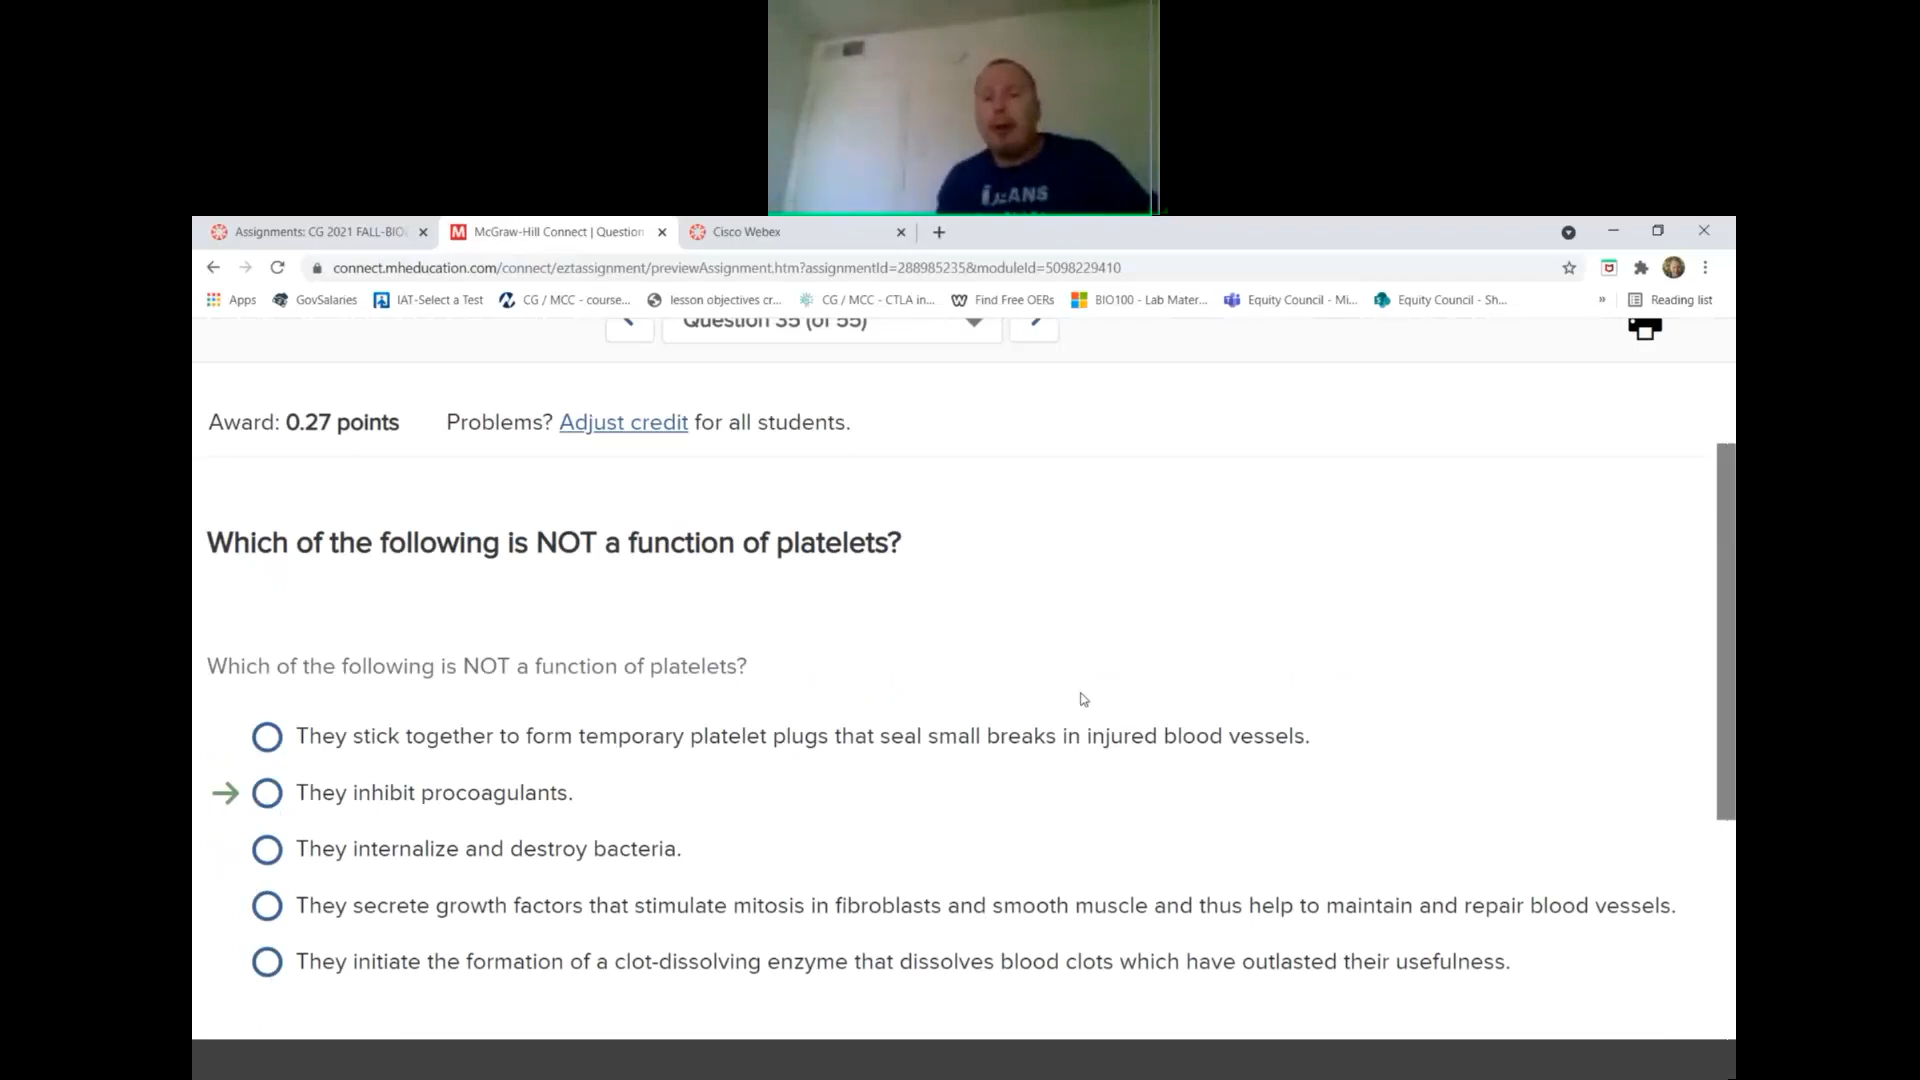 ANS
Assignments: CG 2021 FALL-BIO
McGraw-Hill Connect | Question
Cisco Webex
connect.mheducation.com/connect/eztassignment/previewAssignment.htm?assignmentId=288985235&moduleId=5098229410
Apps GovSalaries IAT-Select a Test CG / MCC - course... lesson objectives cr... CG / MCC - CTLA in... Find Free OERs BIO100 - Lab Mater... Equity Council - Mi... Equity Council - Sh... » Reading list
Question 35 (of 55)
Award: 0.27 points Problems? Adjust credit for all students.
Which of the following is NOT a function of platelets?
Which of the following is NOT a function of platelets?
They stick together to form temporary platelet plugs that seal small breaks in injured blood vessels.
They inhibit procoagulants.
They internalize and destroy bacteria.
They secrete growth factors that stimulate mitosis in fibroblasts and smooth muscle and thus help to maintain and repair blood vessels.
They initiate the formation of a clot-dissolving enzyme that dissolves blood clots which have outlasted their usefulness.